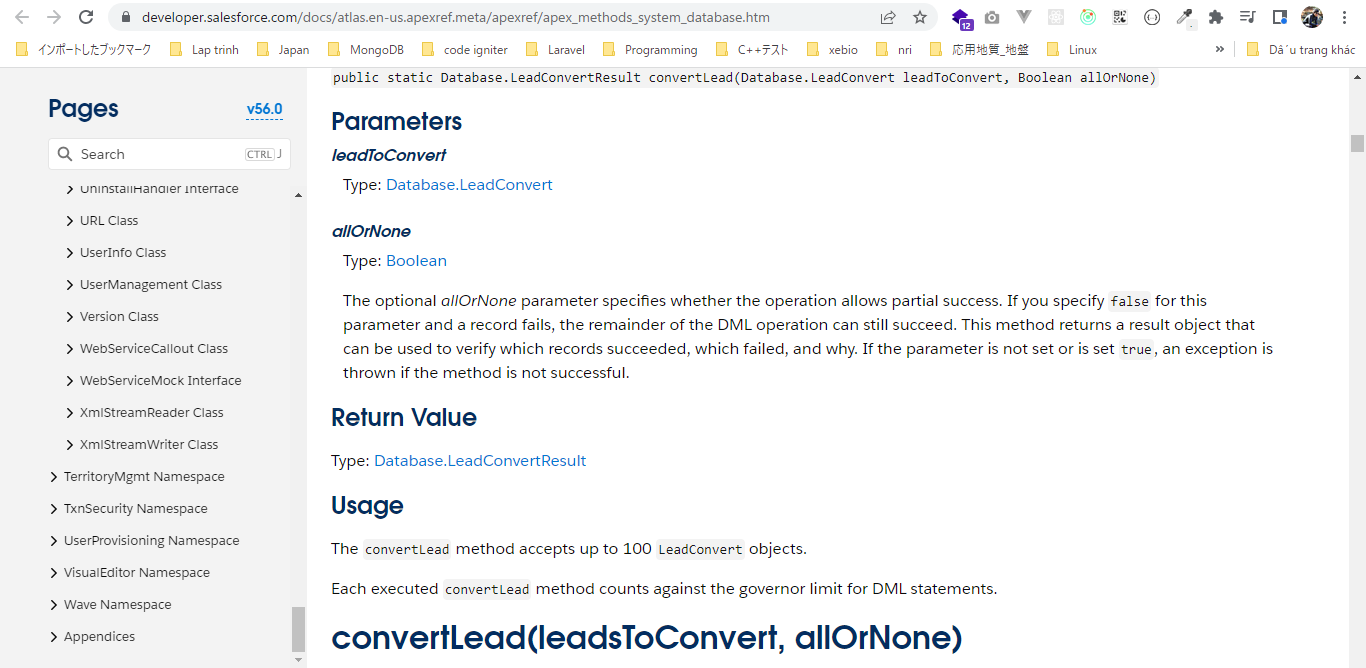 developer.salesforce.com/docs/atlas.en-us.apexref.meta/apexref/apex_methods_system_database.htm
12
インポートしたブックマーク Lap trinh Japan MongoDB code igniter Laravel Programming C++テスト xebio nri 応用地質_地盤 Linux » Dấu trang khác
public static Database.LeadConvertResult convertLead(Database.LeadConvert leadToConvert, Boolean allOrNone)
Pages v56.0
Search CTRL J
UninstallHandler Interface
URL Class
UserInfo Class
UserManagement Class
Version Class
WebServiceCallout Class
WebServiceMock Interface
XmlStreamReader Class
XmlStreamWriter Class
TerritoryMgmt Namespace
TxnSecurity Namespace
UserProvisioning Namespace
VisualEditor Namespace
Wave Namespace
Appendices
Parameters
leadToConvert
Type: Database.LeadConvert
allOrNone
Type: Boolean
The optional allOrNone parameter specifies whether the operation allows partial success. If you specify false for this
parameter and a record fails, the remainder of the DML operation can still succeed. This method returns a result object that
can be used to verify which records succeeded, which failed, and why. If the parameter is not set or is set true, an exception is
thrown if the method is not successful.
Return Value
Type: Database.LeadConvertResult
Usage
The convertLead method accepts up to 100 LeadConvert objects.
Each executed convertLead method counts against the governor limit for DML statements.
convertLead(leadsToConvert, allOrNone)